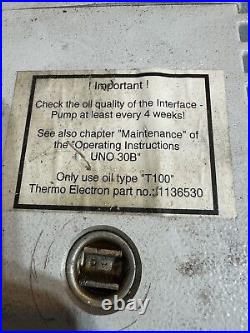 ! Important !
Check the oil quality of the Interface -
Pump at least every 4 weeks!
See also chapter "Maintenance" of
the "Operating Instructions
UNO 30B"
Only use oil type "T100"
Thermo Electron part no.:J1136530